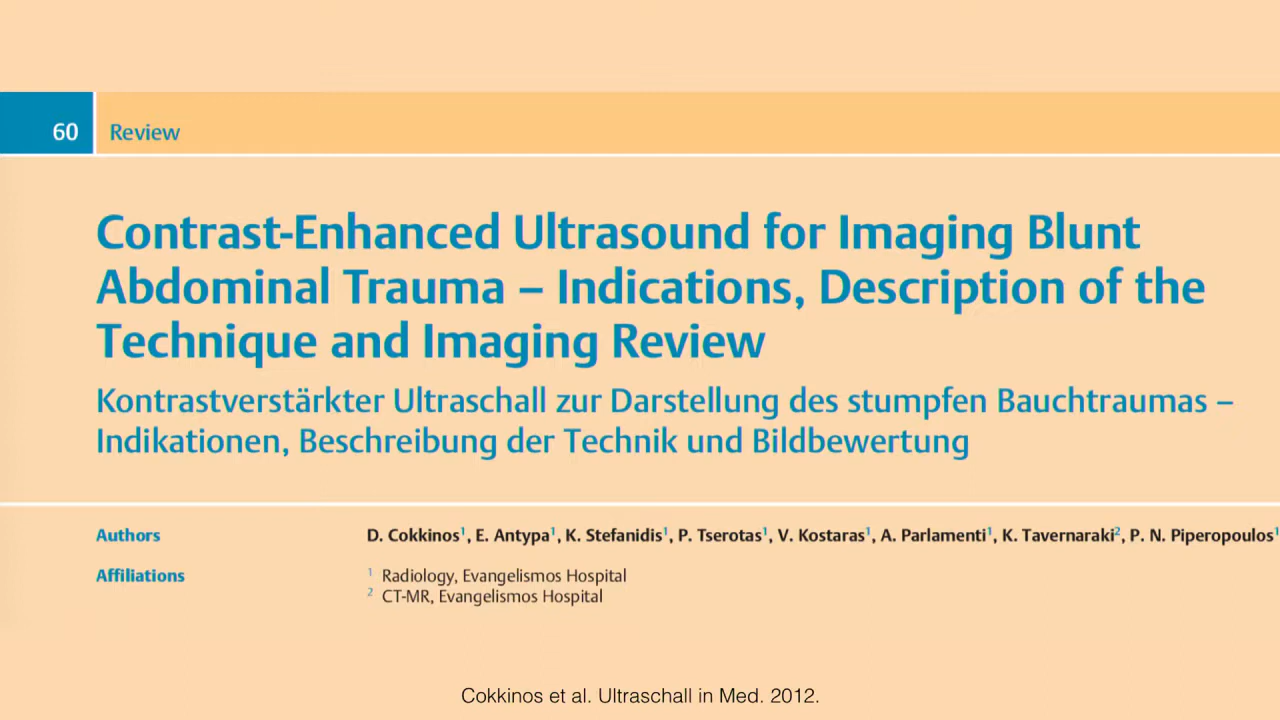 60 Review
Contrast-Enhanced Ultrasound for Imaging Blunt
Abdominal Trauma – Indications, Description of the
Technique and Imaging Review
Kontrastverstärkter Ultraschall zur Darstellung des stumpfen Bauchtraumas –
Indikationen, Beschreibung der Technik und Bildbewertung
Authors D. Cokkinos¹, E. Antypa¹, K. Stefanidis¹, P. Tserotas¹, V. Kostaras¹, A. Parlamenti¹, K. Tavernaraki², P. N. Piperopoulos¹
Affiliations ¹ Radiology, Evangelismos Hospital
² CT-MR, Evangelismos Hospital
Cokkinos et al. Ultraschall in Med. 2012.